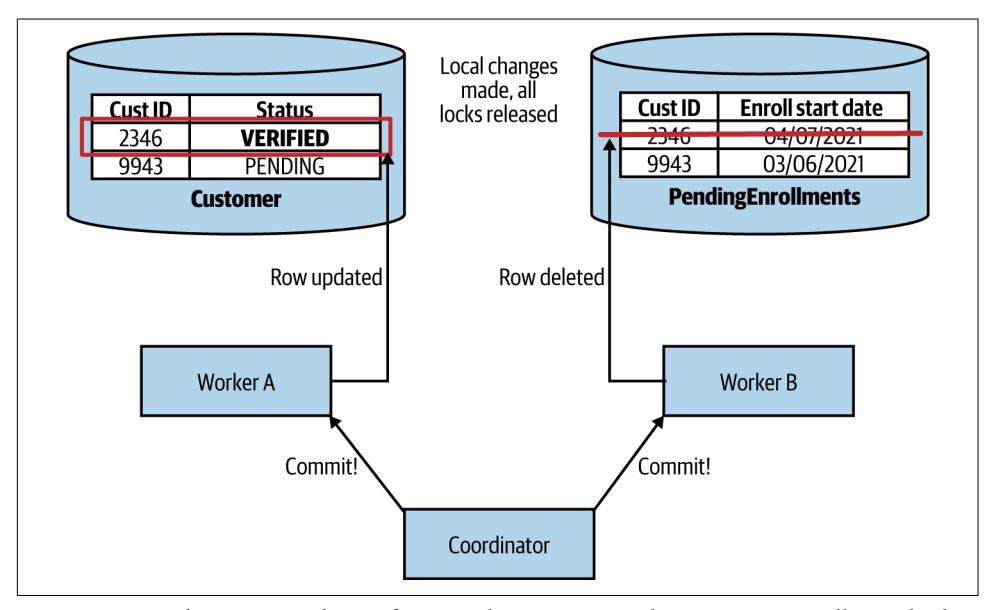 Local changes
made, all
locks released
Cust ID Status
2346 VERIFIED
9943 PENDING
Customer
Cust ID Enroll start date
2346 04/07/2021
9943 03/06/2021
PendingEnrollments
Row updated
Row deleted
Worker A
Worker B
Commit!
Commit!
Coordinator